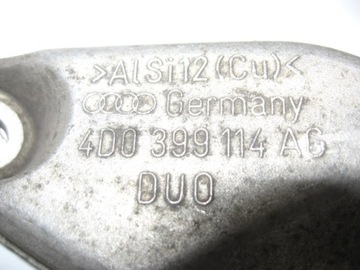 >AlSi12(Cu)<
Germany
4D0 399 114 AG
DUO